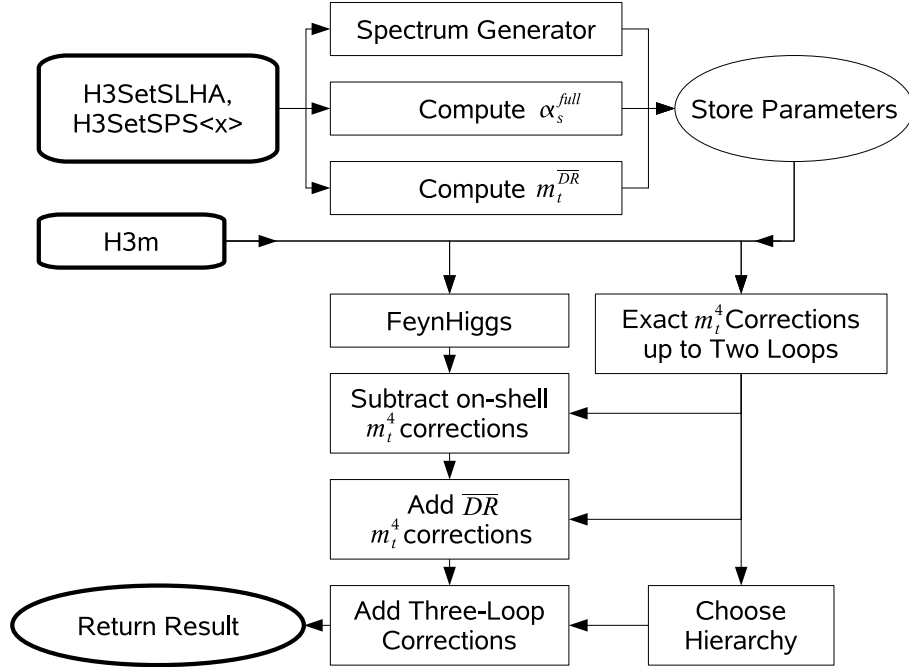 Spectrum Generator
H3SetSLHA,
H3SetSPS<x>
Compute α_s^{full}
Store Parameters
Compute m_t^{\overline{DR}}
H3m
FeynHiggs
Exact m_t^4 Corrections
up to Two Loops
Subtract on-shell
m_t^4 corrections
Add \overline{DR}
m_t^4 corrections
Return Result
Add Three-Loop
Corrections
Choose
Hierarchy